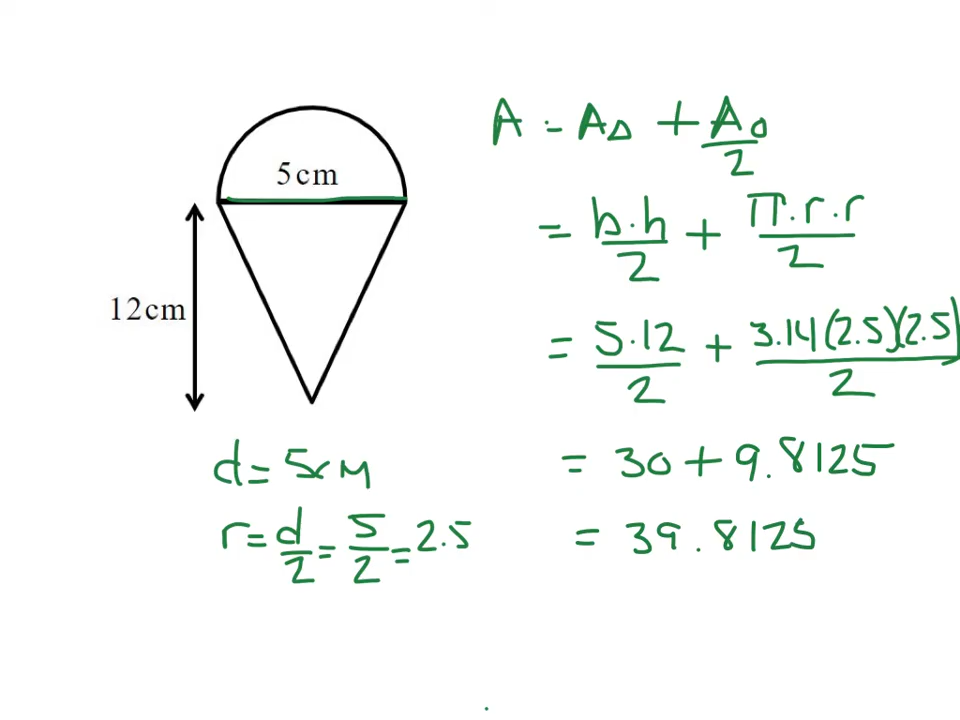 5cm
12cm
d = 5cm
r = d/2 = 5/2 = 2.5
A = A△ + A○/2
= b·h/2 + π·r·r/2
= 5·12/2 + 3.14(2.5)(2.5)/2
= 30 + 9.8125
= 39.8125